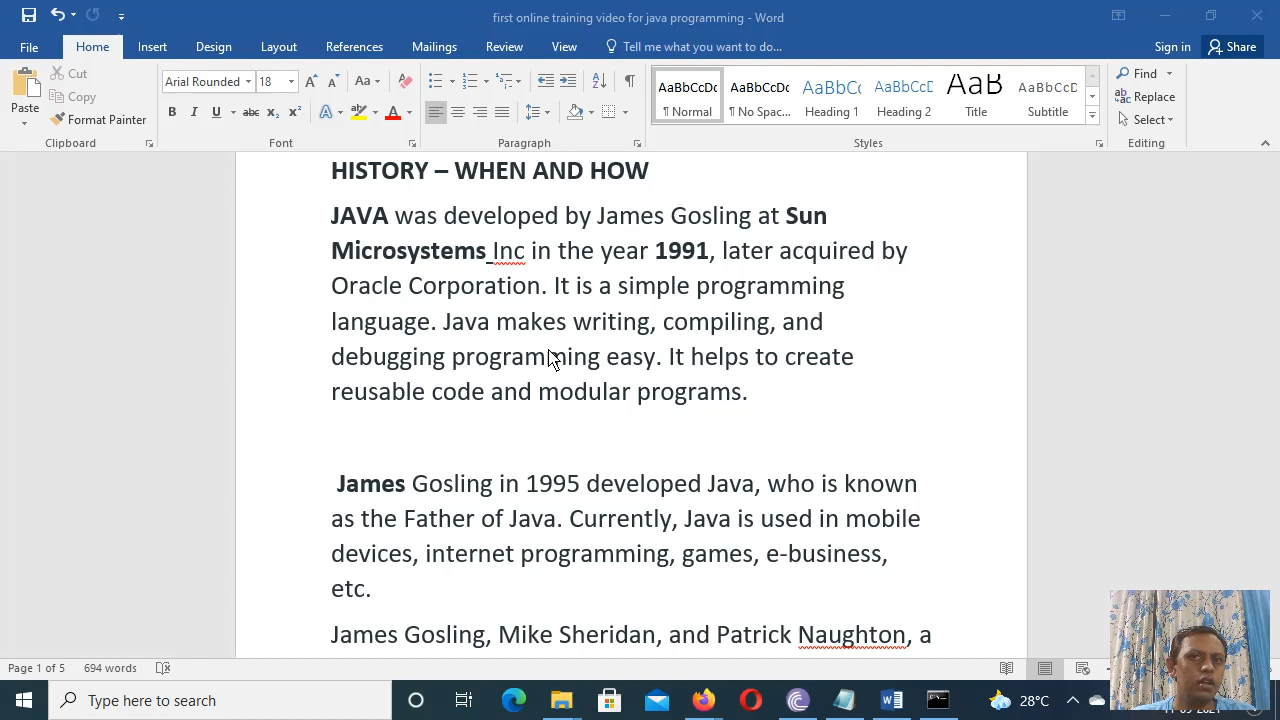 first online training video for java programming - Word
File Home Insert Design Layout References Mailings Review View Tell me what you want to do... Sign in Share
Paste
Cut
Copy
Format Painter
Clipboard
Arial Rounded 18
Font
Paragraph
AaBbCcDc AaBbCcDc AaBbC AaBbCcD AaB AaBbCcD
¶ Normal ¶ No Spac... Heading 1 Heading 2 Title Subtitle
Styles
Find
Replace
Select
Editing
HISTORY – WHEN AND HOW
JAVA was developed by James Gosling at Sun
Microsystems Inc in the year 1991, later acquired by
Oracle Corporation. It is a simple programming
language. Java makes writing, compiling, and
debugging programming easy. It helps to create
reusable code and modular programs.
James Gosling in 1995 developed Java, who is known
as the Father of Java. Currently, Java is used in mobile
devices, internet programming, games, e-business,
etc.
James Gosling, Mike Sheridan, and Patrick Naughton, a
Page 1 of 5 694 words
Type here to search
28°C